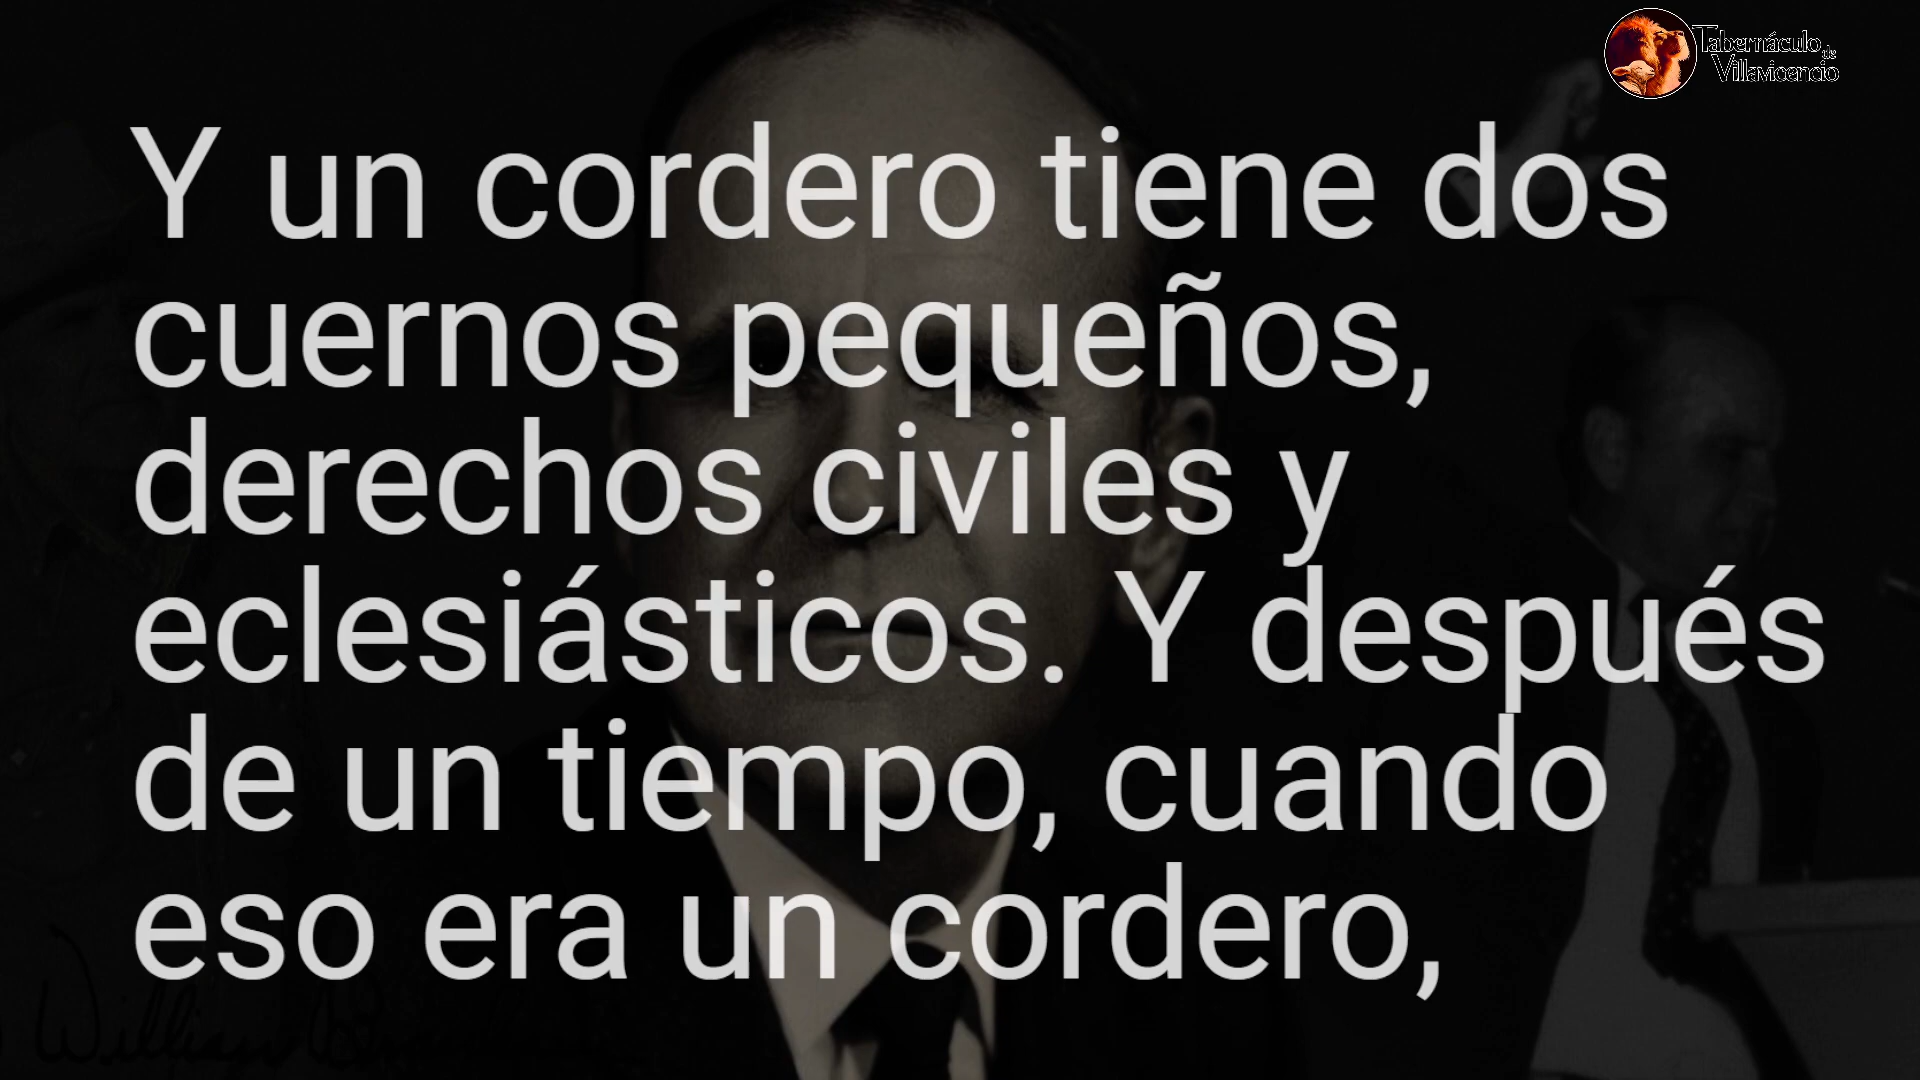 Tabernáculo de
Villavicencio
Y un cordero tiene dos
cuernos pequeños,
derechos civiles y
eclesiásticos. Y después
de un tiempo, cuando
eso era un cordero,
William